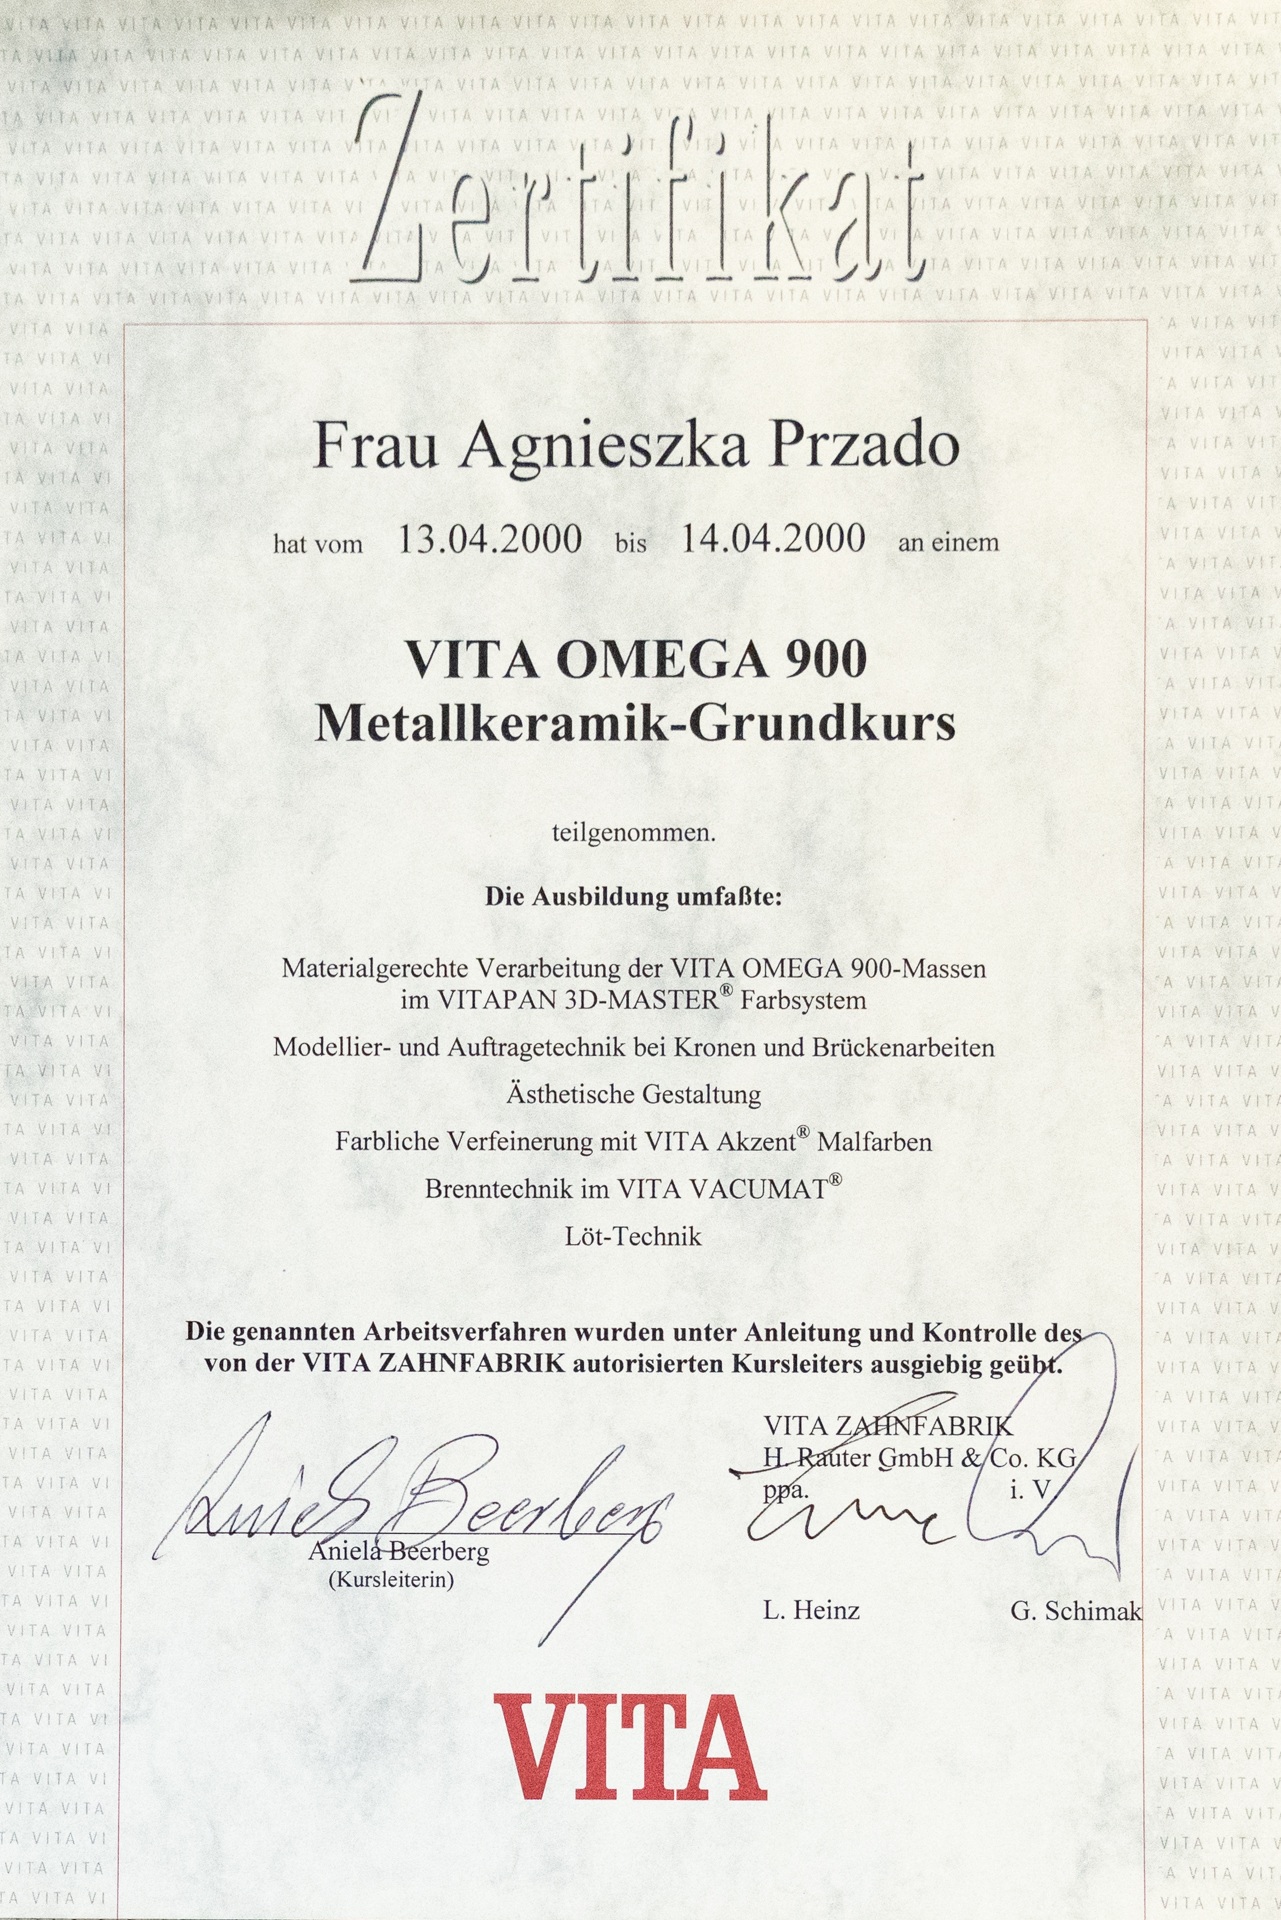 Zertifikat
Frau Agnieszka Przado
hat vom 13.04.2000 bis 14.04.2000 an einem
VITA OMEGA 900
Metallkeramik-Grundkurs
teilgenommen.
Die Ausbildung umfaßte:
Materialgerechte Verarbeitung der VITA OMEGA 900-Massen
im VITAPAN 3D-MASTER® Farbsystem
Modellier- und Auftragetechnik bei Kronen und Brückenarbeiten
Ästhetische Gestaltung
Farbliche Verfeinerung mit VITA Akzent® Malfarben
Brenntechnik im VITA VACUMAT®
Löt-Technik
Die genannten Arbeitsverfahren wurden unter Anleitung und Kontrolle des
von der VITA ZAHNFABRIK autorisierten Kursleiters ausgiebig geübt.
VITA ZAHNFABRIK
H. Rauter GmbH & Co. KG
ppa. i. V.
Aniela Beerberg
Aniela Beerberg
(Kursleiterin)
L. Heinz G. Schimak
VITA